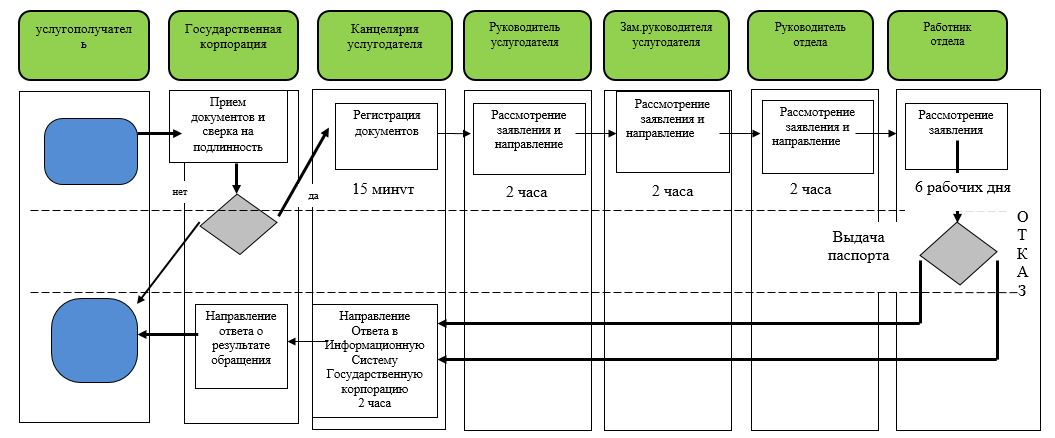 услугополучател
ь
Государственная
корпорация
Канцелярия
услугодателя
Руководитель
услугодателя
Зам.руководителя
услугодателя
Руководитель
отдела
Работник
отдела
Прием
документов и
сверка на
подлинность
Регистрация
документов
Рассмотрение
заявления и
направление
Рассмотрение
заявления и
направление
Рассмотрение
заявления и
направление
Рассмотрение
заявления
нет
да
15 минут
2 часа
2 часа
2 часа
6 рабочих дня
Выдача
паспорта
О
Т
К
А
З
Направление
ответа о
результате
обращения
Направление
Ответа в
Информационную
Систему
Государственную
корпорацию
2 часа